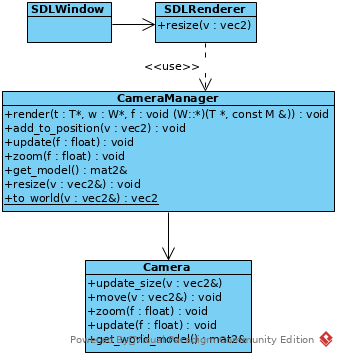 SDLWindow
SDLRenderer
+resize(v : vec2)
<<use>>
CameraManager
+render(t : T*, w : W*, f : void (W::*)(T *, const M &)) : void
+add_to_position(v : vec2) : void
+update(f : float) : void
+zoom(f : float) : void
+get_model() : mat2&
+resize(v : vec2&) : void
+to_world(v : vec2&) : vec2
Camera
+update_size(v : vec2&)
+move(v : vec2&) : void
+zoom(f : float) : void
+update(f : float) : void
+get_world_model() : mat2&
Powered By Visual Paradigm Community Edition